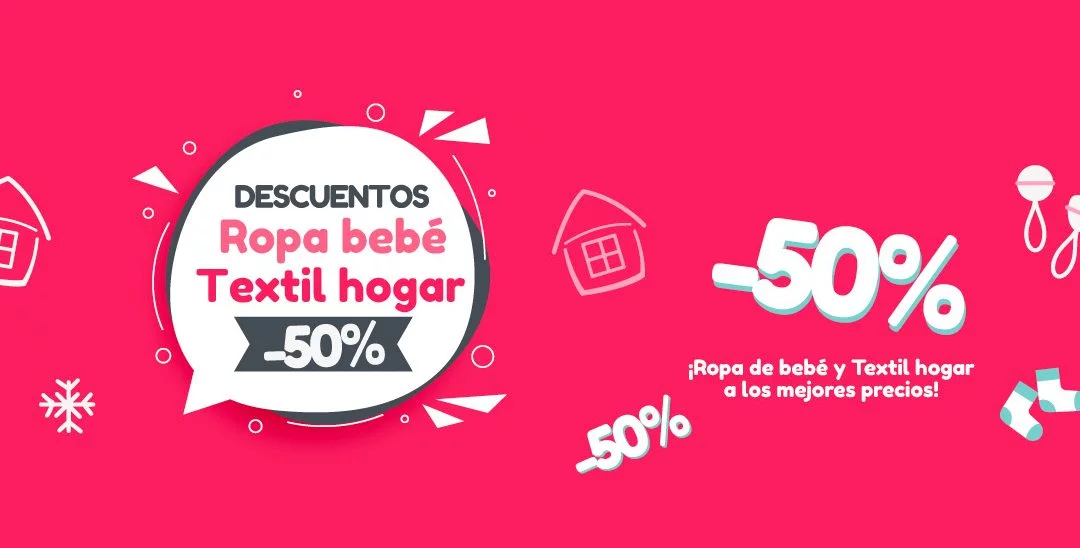 DESCUENTOS
Ropa bebé
Textil hogar
-50%
-50%
¡Ropa de bebé y Textil hogar
a los mejores precios!
-50%